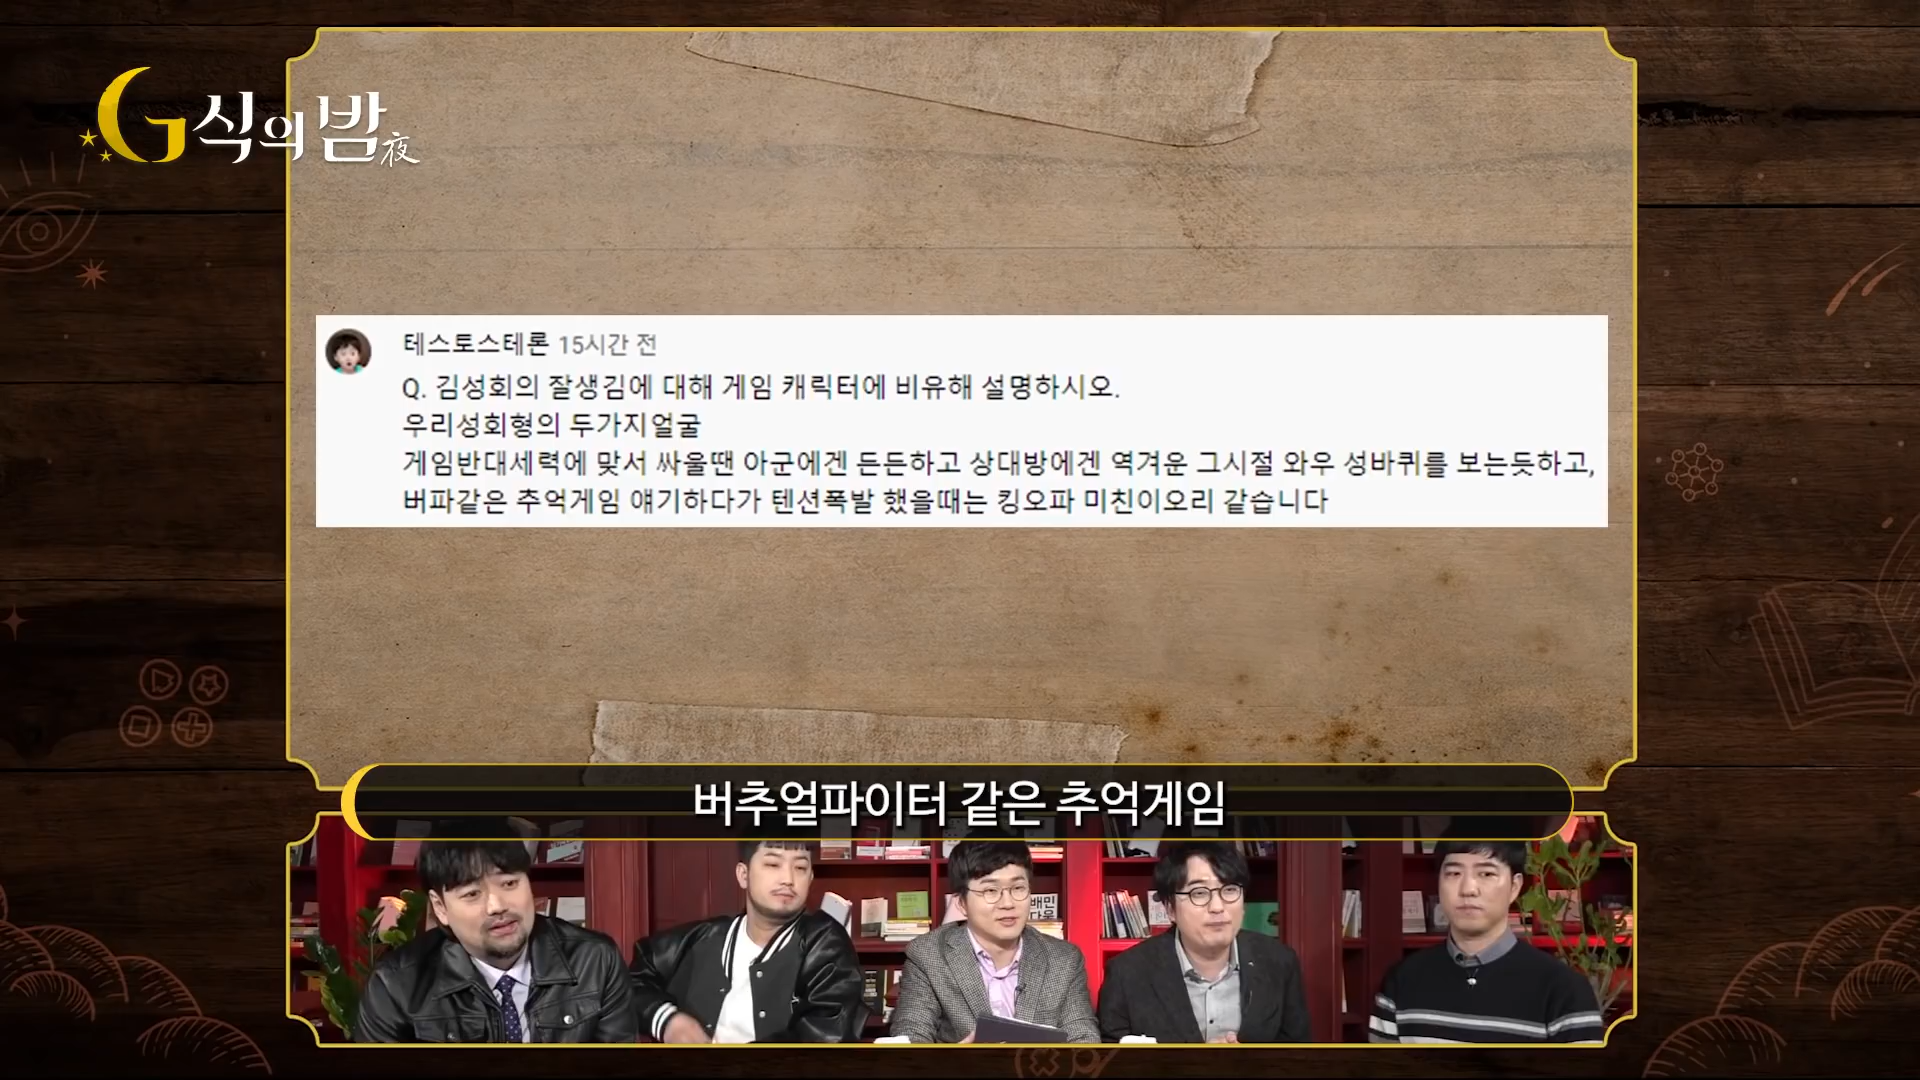 G식의 밤 夜
테스토스테론 15시간 전
Q. 김성회의 잘생김에 대해 게임 캐릭터에 비유해 설명하시오.
우리성회형의 두가지얼굴
게임반대세력에 맞서 싸울땐 아군에겐 든든하고 상대방에겐 역겨운 그시절 와우 성바퀴를 보는듯하고,
버파같은 추억게임 얘기하다가 텐션폭발 했을때는 킹오파 미친이오리 같습니다
버추얼파이터 같은 추억게임
배민
다움